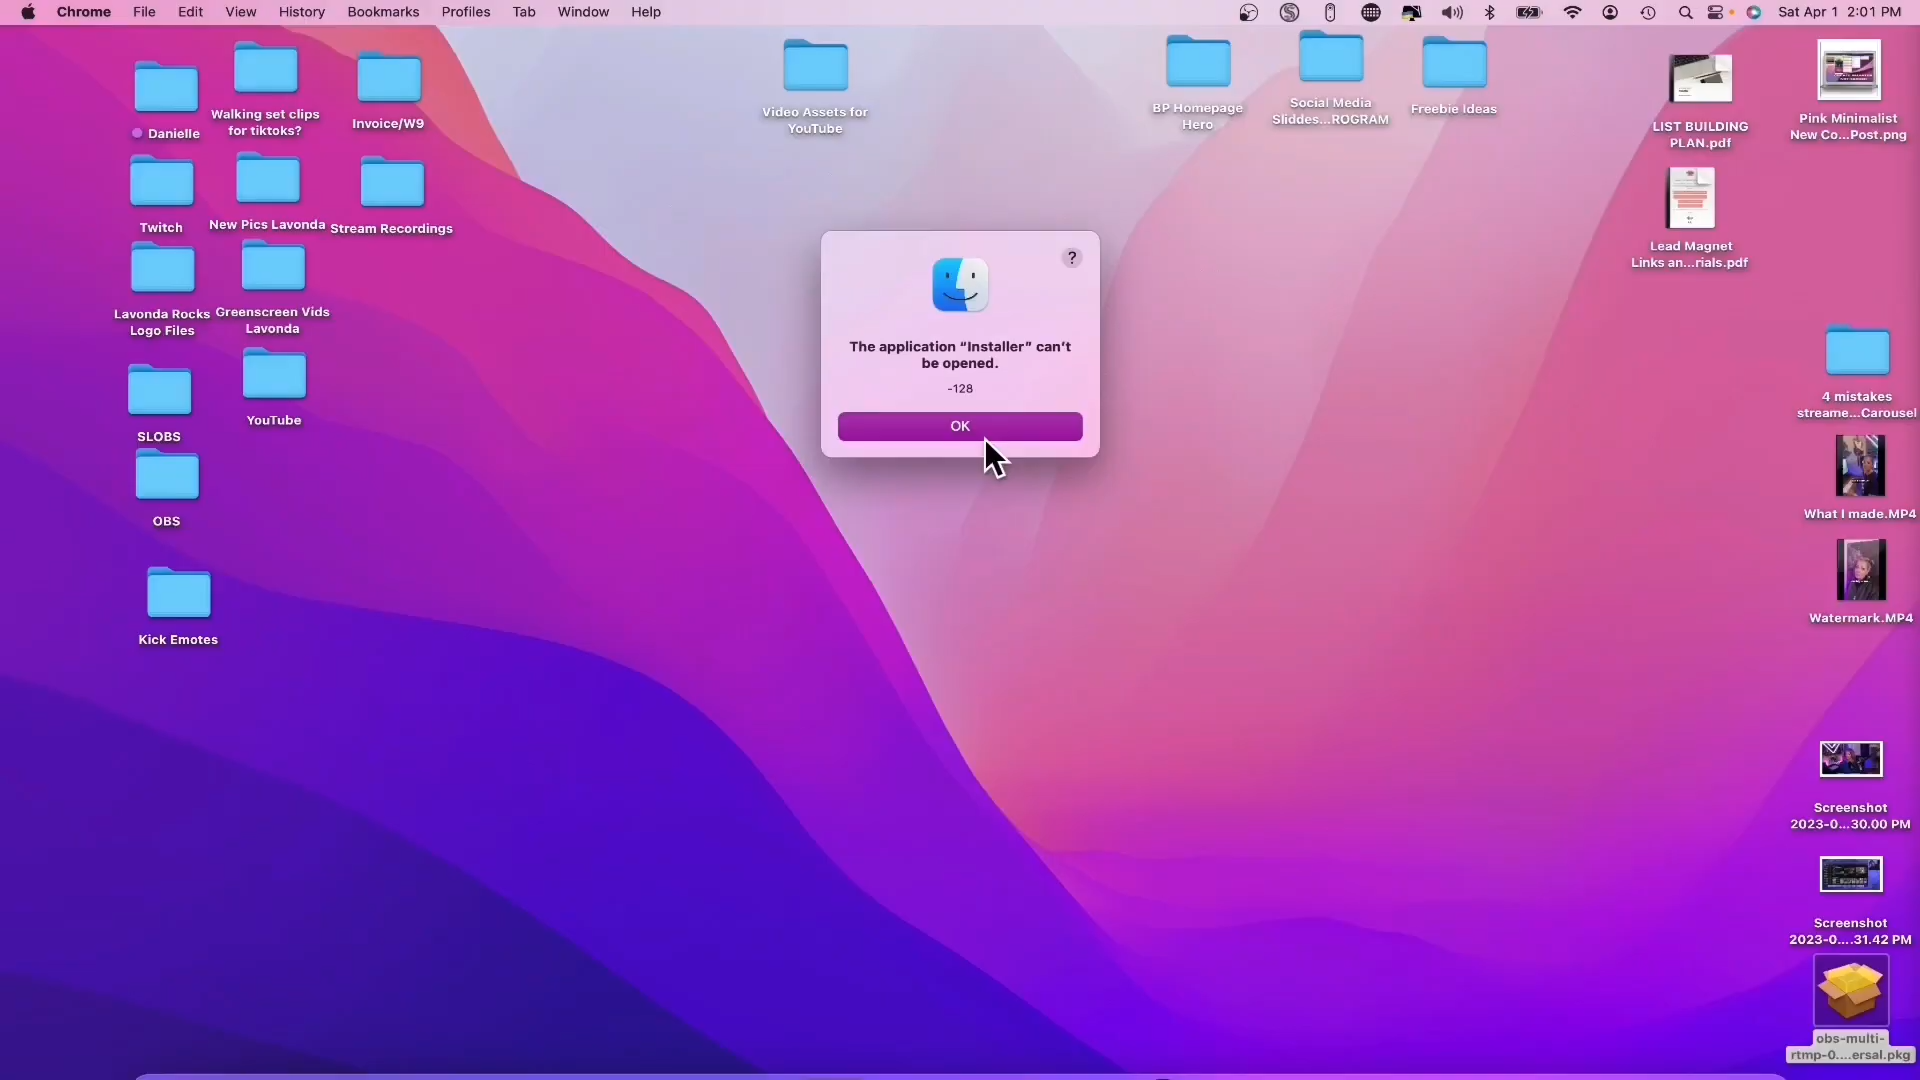 Chrome File Edit View History Bookmarks Profiles Tab Window Help Sat Apr 1 2:01 PM
Danielle
Walking set clips
for tiktoks?
Invoice/W9
Video Assets for
YouTube
BP Homepage
Hero
Social Media
Sliddes...ROGRAM
Freebie Ideas
LIST BUILDING
PLAN.pdf
Pink Minimalist
New Co...Post.png
Twitch
New Pics Lavonda
Stream Recordings
Lead Magnet
Links an...rials.pdf
Lavonda Rocks
Logo Files
Greenscreen Vids
Lavonda
?
The application “Installer” can’t
be opened.
-128
OK
4 mistakes
streame...Carousel
SLOBS
YouTube
What I made.MP4
OBS
Watermark.MP4
Kick Emotes
Screenshot
2023-0...30.00 PM
Screenshot
2023-0....31.42 PM
obs-multi-
rtmp-0....ersal.pkg